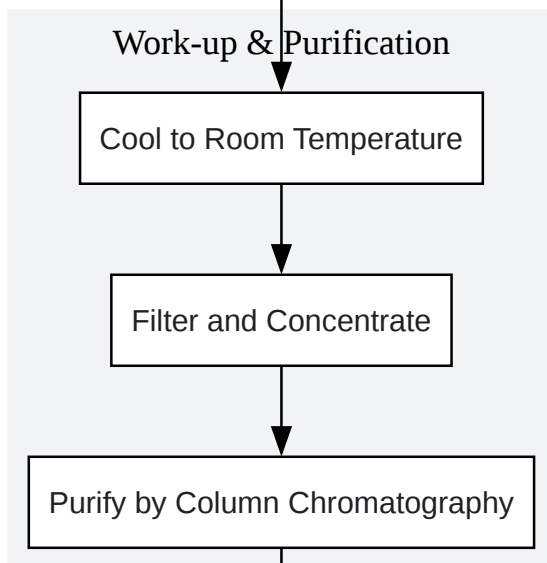 Work-up & Purification
Cool to Room Temperature
Filter and Concentrate
Purify by Column Chromatography